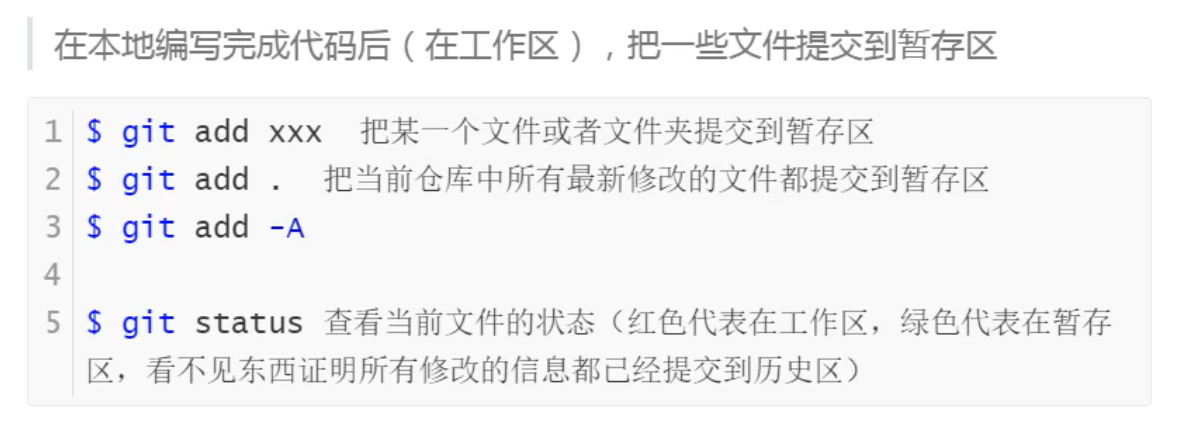 在本地编写完成代码后（在工作区），把一些文件提交到暂存区
1 $ git add xxx  把某一个文件或者文件夹提交到暂存区
2 $ git add .  把当前仓库中所有最新修改的文件都提交到暂存区
3 $ git add -A
4
5 $ git status 查看当前文件的状态（红色代表在工作区，绿色代表在暂存
区，看不见东西证明所有修改的信息都已经提交到历史区）